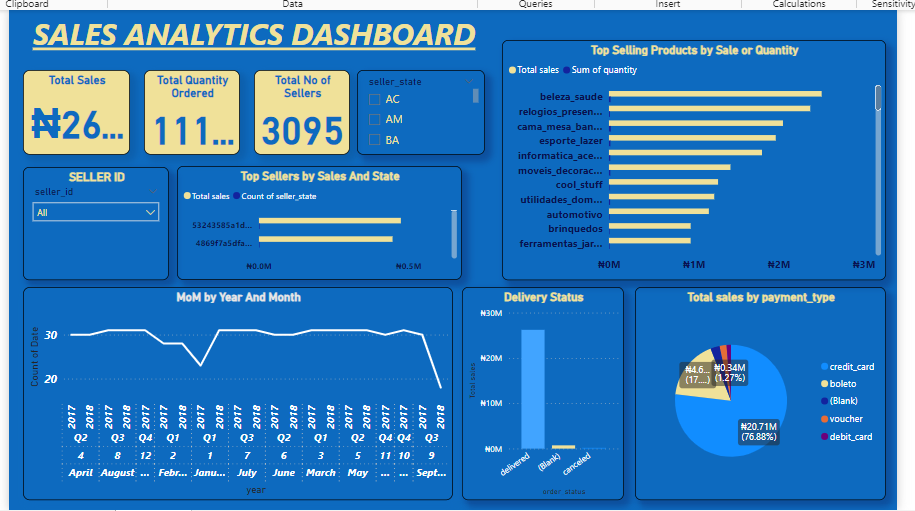 Clipboard Data Queries Insert Calculations Sensitivity
SALES ANALYTICS DASHBOARD
Total Sales
₦26...
Total Quantity
Ordered
111...
Total No of
Sellers
3095
seller_state
AC
AM
BA
Top Selling Products by Sale or Quantity
Total sales Sum of quantity
beleza_saude
relogios_presen...
cama_mesa_ban...
esporte_lazer
informatica_ace...
moveis_decorac...
cool_stuff
utilidades_dom...
automotivo
brinquedos
ferramentas_jar...
₦0M ₦1M ₦2M ₦3M
SELLER ID
seller_id
All
Top Sellers by Sales And State
Total sales Count of seller_state
53243585a1d...
4869f7a5dfa...
₦0.0M ₦0.5M
MoM by Year And Month
Count of Date
30
20
2017 2018 2017 2018 2017 2017 2018 2017 2018 2017 2018 2017 2018 2017 2018 2017 2018 2017 2017 2017 2018
Q2 Q3 Q4 Q1 Q1 Q3 Q2 Q1 Q2 Q4 Q4 Q3
4 8 12 2 1 7 6 3 5 11 10 9
April August ... Febr... Janu... July June March May ... ... Sept...
year
Delivery Status
Total sales
₦30M
₦20M
₦10M
₦0M
delivered
(Blank)
canceled
order_status
Total sales by payment_type
₦4.6...
(17....)
₦0.34M
(1.27%)
₦20.71M
(76.88%)
credit_card
boleto
(Blank)
voucher
debit_card